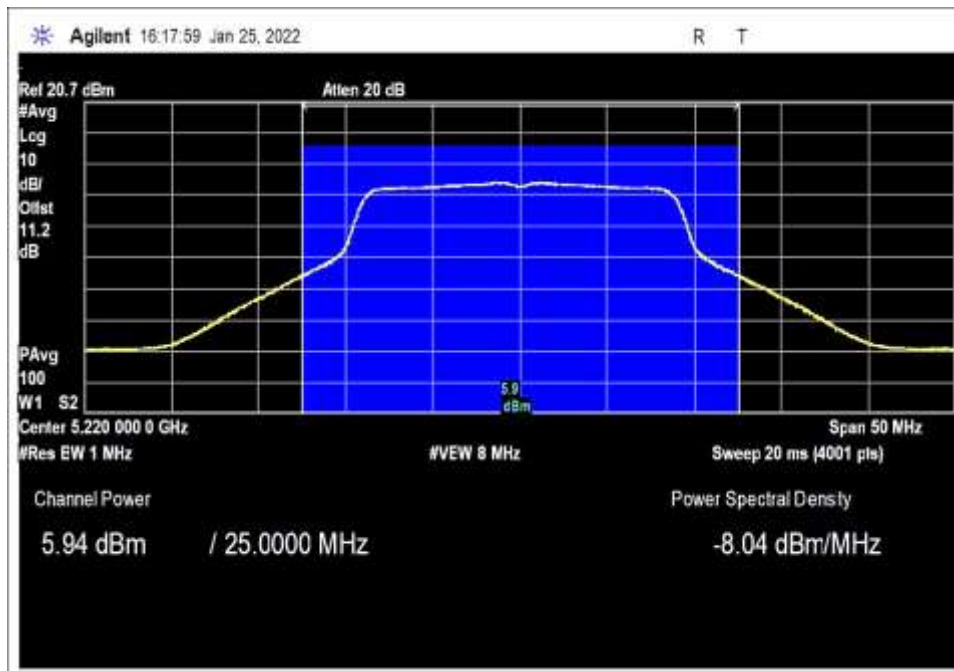 Agilent 16:17:59 Jan 25, 2022 R T
Ref 20.7 dBm Atten 20 dB
#Avg
Log
10
dB/
Offst
11.2
dB
PAvg
100
W1 S2
5.9
dBm
Center 5.220 000 0 GHz Span 50 MHz
#Res BW 1 MHz #VBW 8 MHz Sweep 20 ms (4001 pts)
Channel Power Power Spectral Density
5.94 dBm / 25.0000 MHz -8.04 dBm/MHz